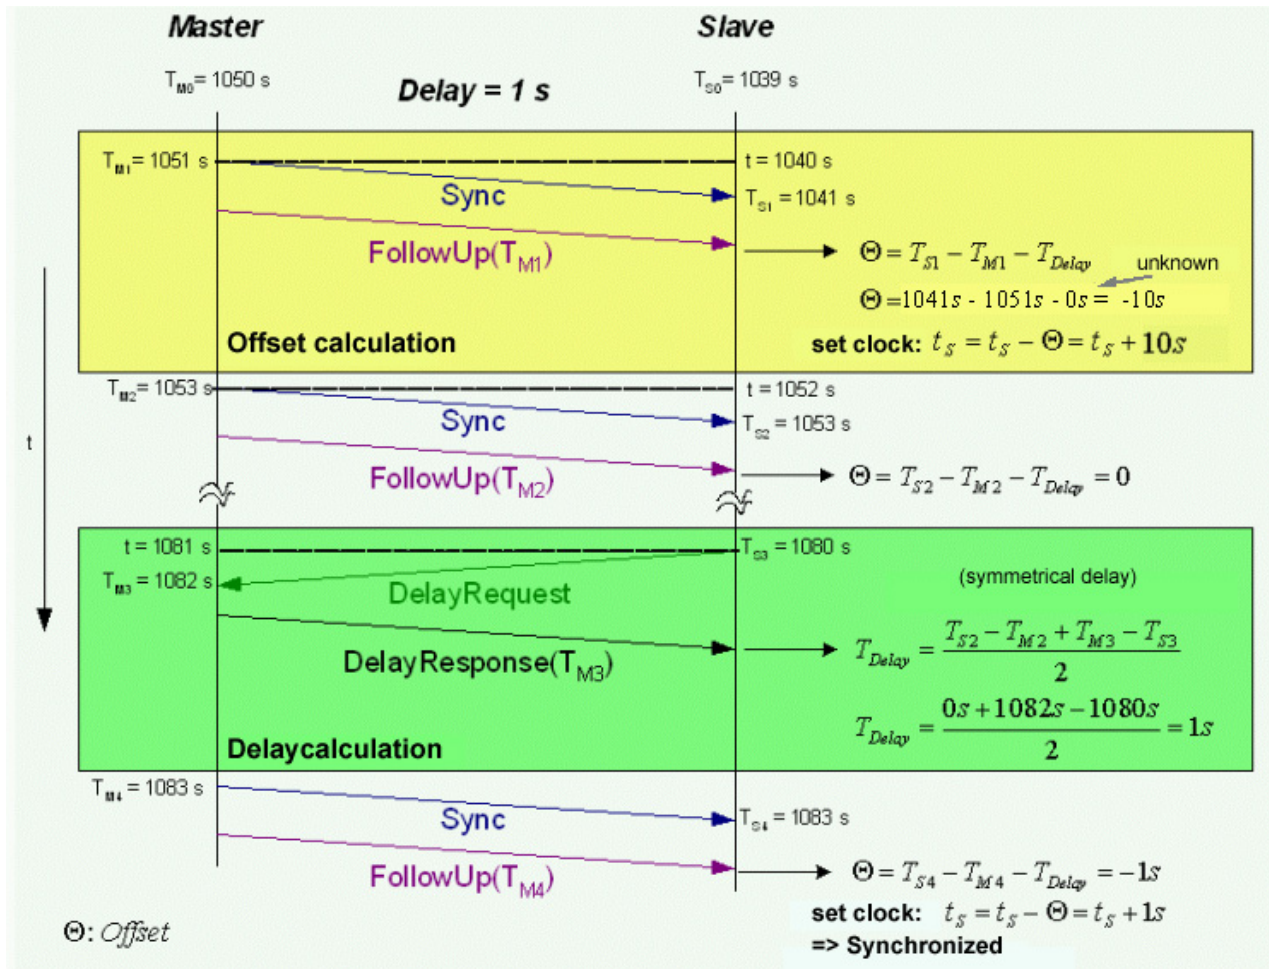 Master Slave
T_M0 = 1050 s Delay = 1 s T_S0 = 1039 s
T_M1 = 1051 s t = 1040 s
Sync T_S1 = 1041 s
FollowUp(T_M1) Θ = T_S1 − T_M1 − T_Delay
unknown
Θ = 1041s - 1051s - 0s = -10s
Offset calculation set clock: t_S = t_S − Θ = t_S + 10s
T_M2 = 1053 s t = 1052 s
Sync T_S2 = 1053 s
t
FollowUp(T_M2) Θ = T_S2 − T_M2 − T_Delay = 0
t = 1081 s T_S3 = 1080 s
T_M3 = 1082 s DelayRequest (symmetrical delay)
DelayResponse(T_M3) T_Delay = (T_S2 − T_M2 + T_M3 − T_S3) / 2
T_Delay = (0s + 1082s − 1080s) / 2 = 1s
Delaycalculation
T_M4 = 1083 s
Sync T_S4 = 1083 s
FollowUp(T_M4) Θ = T_S4 − T_M4 − T_Delay = −1s
set clock: t_S = t_S − Θ = t_S + 1s
Θ: Offset
=> Synchronized